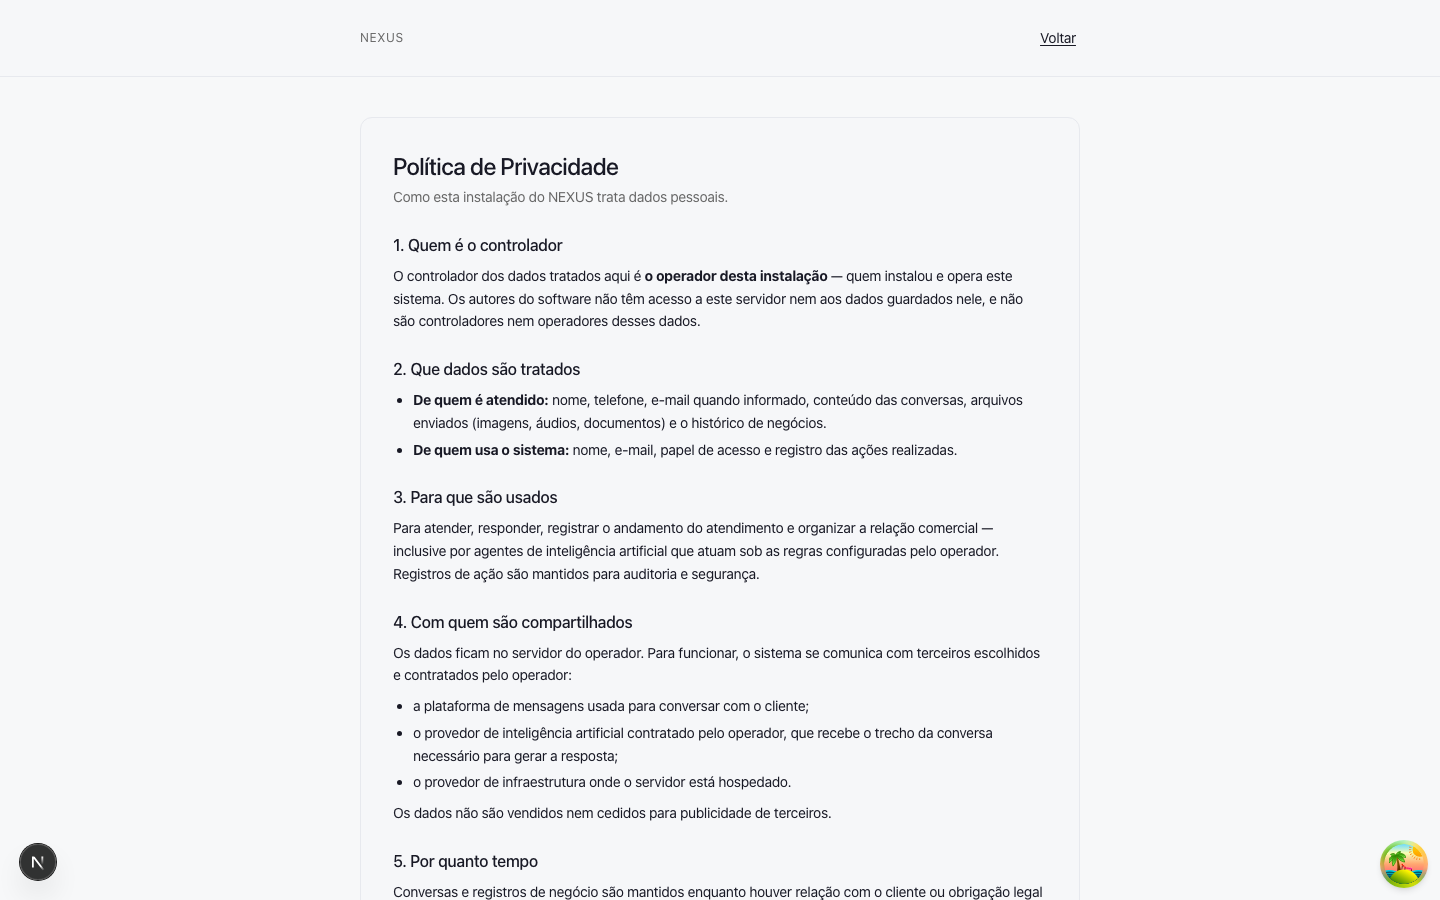 NEXUS
Voltar
Política de Privacidade
Como esta instalação do NEXUS trata dados pessoais.
1. Quem é o controlador
O controlador dos dados tratados aqui é o operador desta instalação — quem instalou e opera este
sistema. Os autores do software não têm acesso a este servidor nem aos dados guardados nele, e não
são controladores nem operadores desses dados.
2. Que dados são tratados
• De quem é atendido: nome, telefone, e-mail quando informado, conteúdo das conversas, arquivos
enviados (imagens, áudios, documentos) e o histórico de negócios.
• De quem usa o sistema: nome, e-mail, papel de acesso e registro das ações realizadas.
3. Para que são usados
Para atender, responder, registrar o andamento do atendimento e organizar a relação comercial —
inclusive por agentes de inteligência artificial que atuam sob as regras configuradas pelo operador.
Registros de ação são mantidos para auditoria e segurança.
4. Com quem são compartilhados
Os dados ficam no servidor do operador. Para funcionar, o sistema se comunica com terceiros escolhidos
e contratados pelo operador:
• a plataforma de mensagens usada para conversar com o cliente;
• o provedor de inteligência artificial contratado pelo operador, que recebe o trecho da conversa
necessário para gerar a resposta;
• o provedor de infraestrutura onde o servidor está hospedado.
Os dados não são vendidos nem cedidos para publicidade de terceiros.
5. Por quanto tempo
Conversas e registros de negócio são mantidos enquanto houver relação com o cliente ou obrigação legal
N